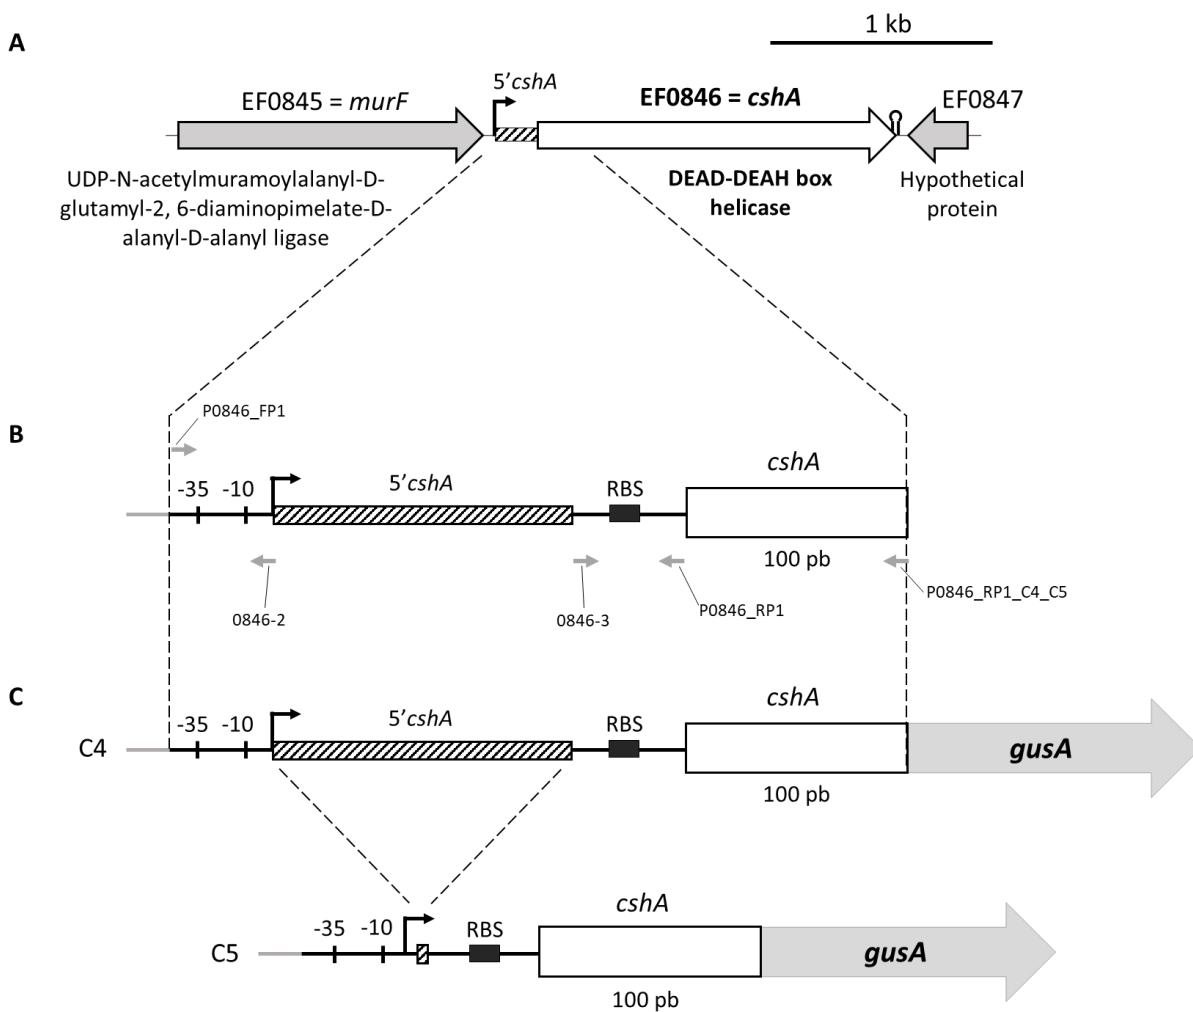 A
1 kb
5'cshA
EF0845 = murF
EF0846 = cshA
EF0847
UDP-N-acetylmuramoylalanyl-D-
glutamyl-2, 6-diaminopimelate-D-
alanyl-D-alanyl ligase
DEAD-DEAH box
helicase
Hypothetical
protein
B
P0846_FP1
-35
-10
5'cshA
RBS
cshA
100 pb
0846-2
0846-3
P0846_RP1
P0846_RP1_C4_C5
C
C4
-35
-10
5'cshA
RBS
cshA
gusA
100 pb
C5
-35
-10
RBS
cshA
gusA
100 pb